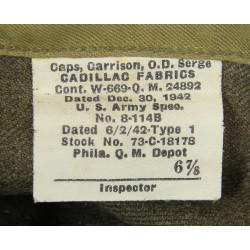 Caps, Garrison, O.D. Serge
CADILLAC FABRICS
Cont. W-669-Q.M. 24892
Dated Dec. 30, 1942
U. S. Army Spec.
No. 8-114B
Dated 6/2/42-Type 1
Stock No. 73-C-18178
Phila. Q. M. Depot
6⅞
Inspector